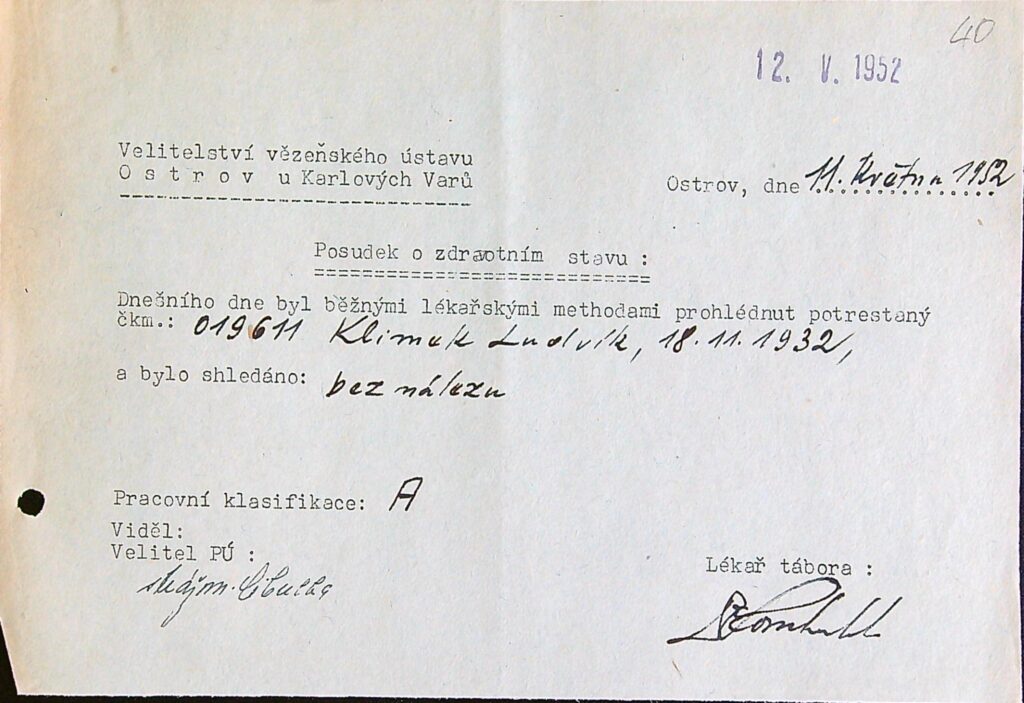 40
12. V. 1952
Velitelství vězeňského ústavu
O s t r o v u Karlových Varů
Ostrov, dne 11. Května 1952
Posudek o zdravotním stavu :
Dnešního dne byl běžnými lékařskými methodami prohlédnut potrestaný
čkm.: 019611 Klimak Ludvík, 18.11.1932,
a bylo shledáno: bez nálezu
Pracovní klasifikace: A
Viděl:
Velitel PÚ :
Lékař tábora :